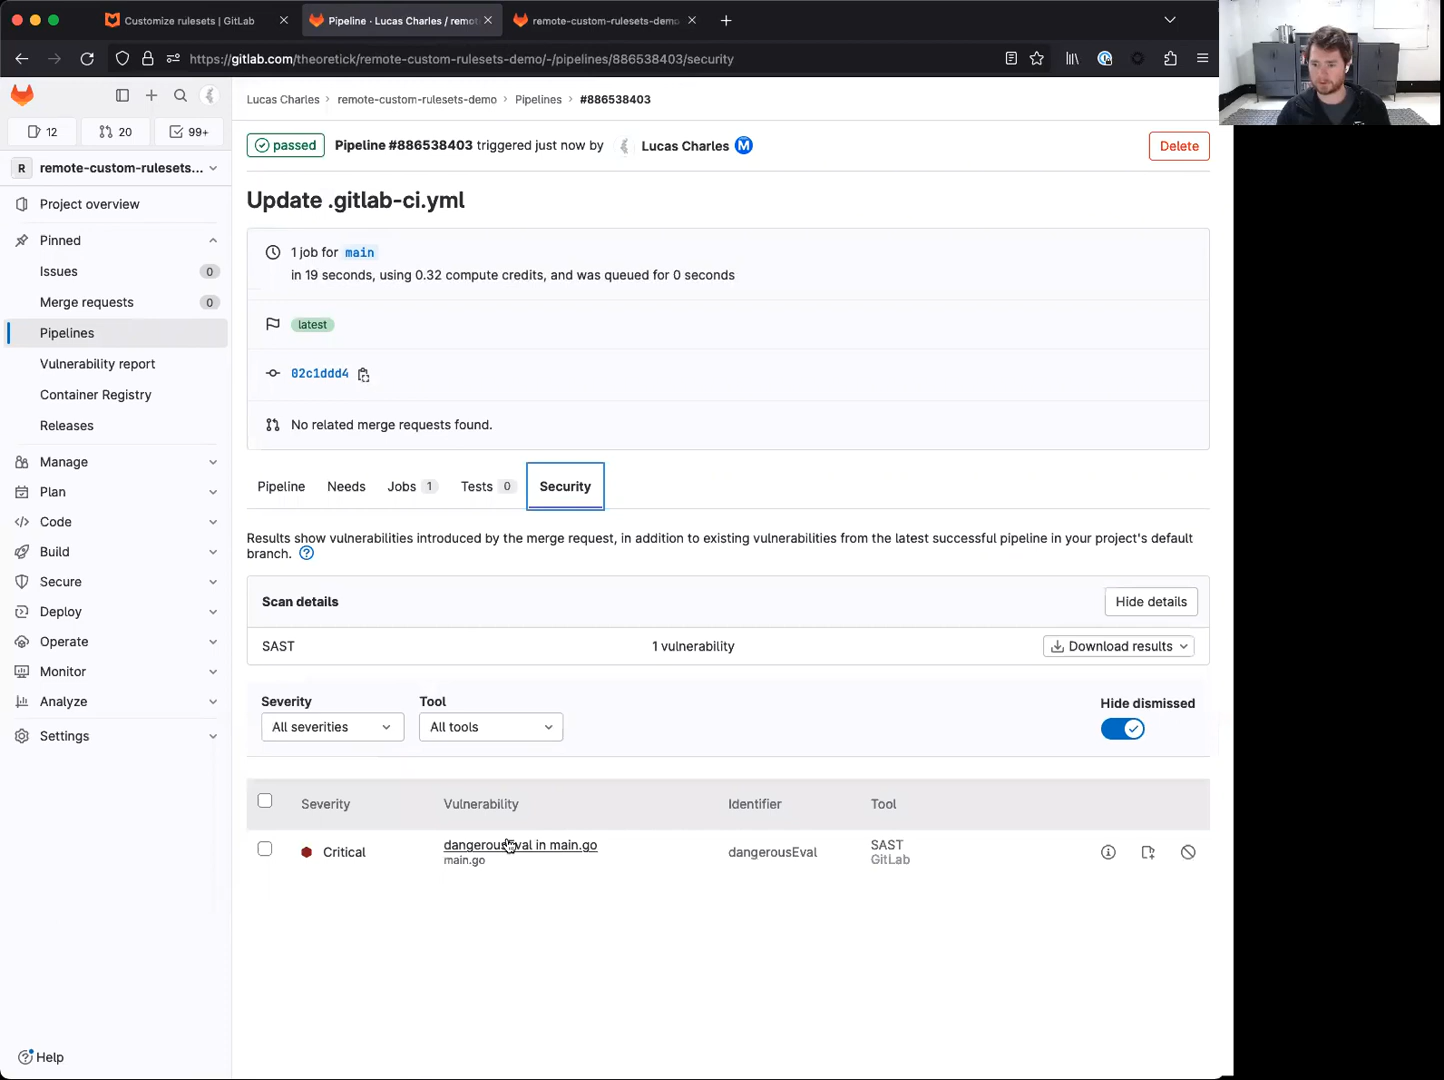 Customize rulesets | GitLab
Pipeline · Lucas Charles / remot
remote-custom-rulesets-demo
https://gitlab.com/theoretick/remote-custom-rulesets-demo/-/pipelines/886538403/security
12
20
99+
R remote-custom-rulesets...
Project overview
Pinned
Issues 0
Merge requests 0
Pipelines
Vulnerability report
Container Registry
Releases
Manage
Plan
Code
Build
Secure
Deploy
Operate
Monitor
Analyze
Settings
Help
Lucas Charles > remote-custom-rulesets-demo > Pipelines > #886538403
passed Pipeline #886538403 triggered just now by Lucas Charles M
Delete
Update .gitlab-ci.yml
1 job for main
in 19 seconds, using 0.32 compute credits, and was queued for 0 seconds
latest
02c1ddd4
No related merge requests found.
Pipeline Needs Jobs 1 Tests 0 Security
Results show vulnerabilities introduced by the merge request, in addition to existing vulnerabilities from the latest successful pipeline in your project's default
branch.
Scan details Hide details
SAST 1 vulnerability Download results
Severity Tool Hide dismissed
All severities All tools
Severity Vulnerability Identifier Tool
Critical dangerousEval in main.go dangerousEval SAST
main.go GitLab